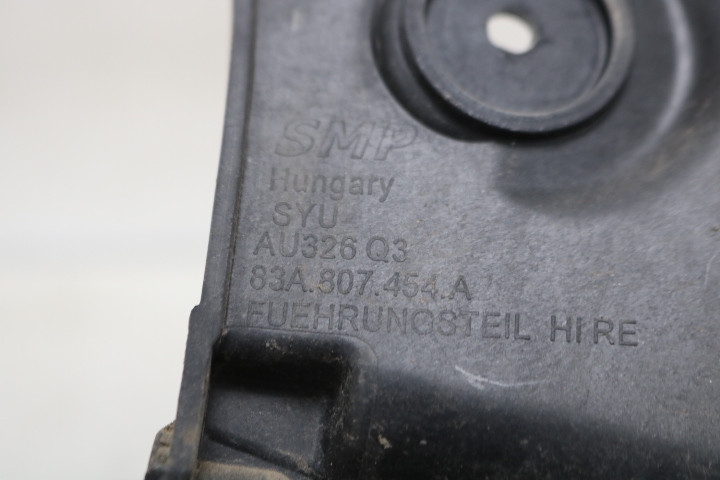 SMP
Hungary
SYU
AU326 Q3
83A.807.454.A
FUEHRUNGSTEIL HI RE